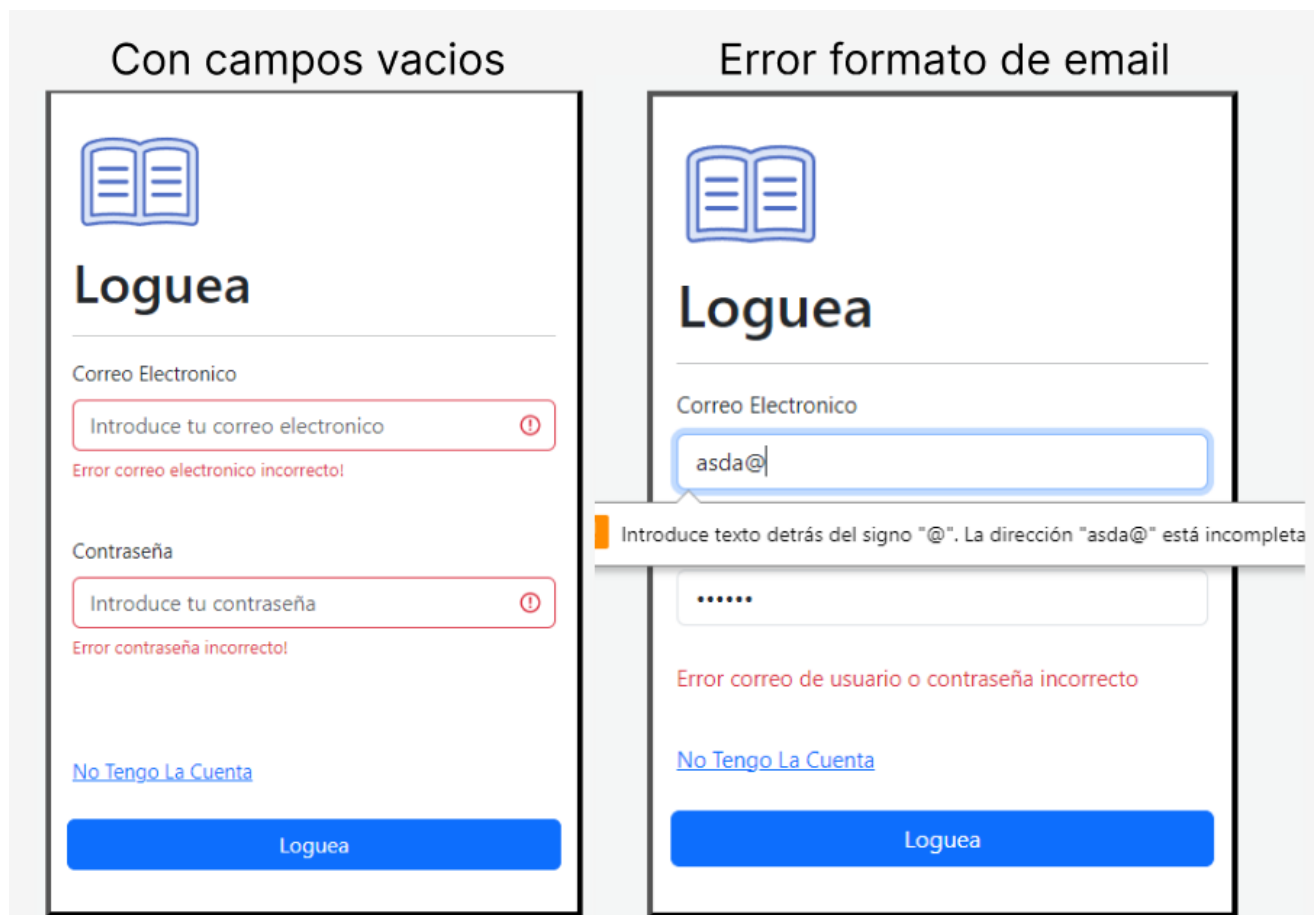 Con campos vacios
Loguea
Correo Electronico
Introduce tu correo electronico
Error correo electronico incorrecto!
Contraseña
Introduce tu contraseña
Error contraseña incorrecto!
No Tengo La Cuenta
Loguea
Error formato de email
Loguea
Correo Electronico
asda@
Introduce texto detrás del signo "@". La dirección "asda@" está incompleta
••••••
Error correo de usuario o contraseña incorrecto
No Tengo La Cuenta
Loguea